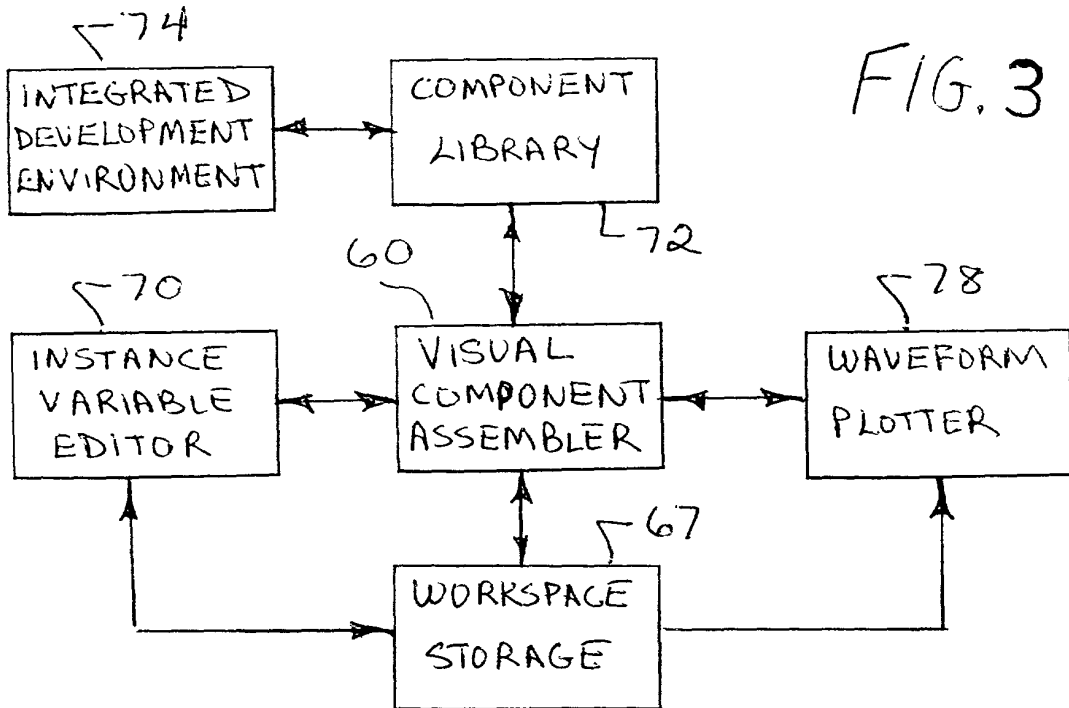 74
INTEGRATED
DEVELOPMENT
ENVIRONMENT
COMPONENT
LIBRARY
72
FIG. 3
70
INSTANCE
VARIABLE
EDITOR
60
VISUAL
COMPONENT
ASSEMBLER
78
WAVEFORM
PLOTTER
67
WORKSPACE
STORAGE